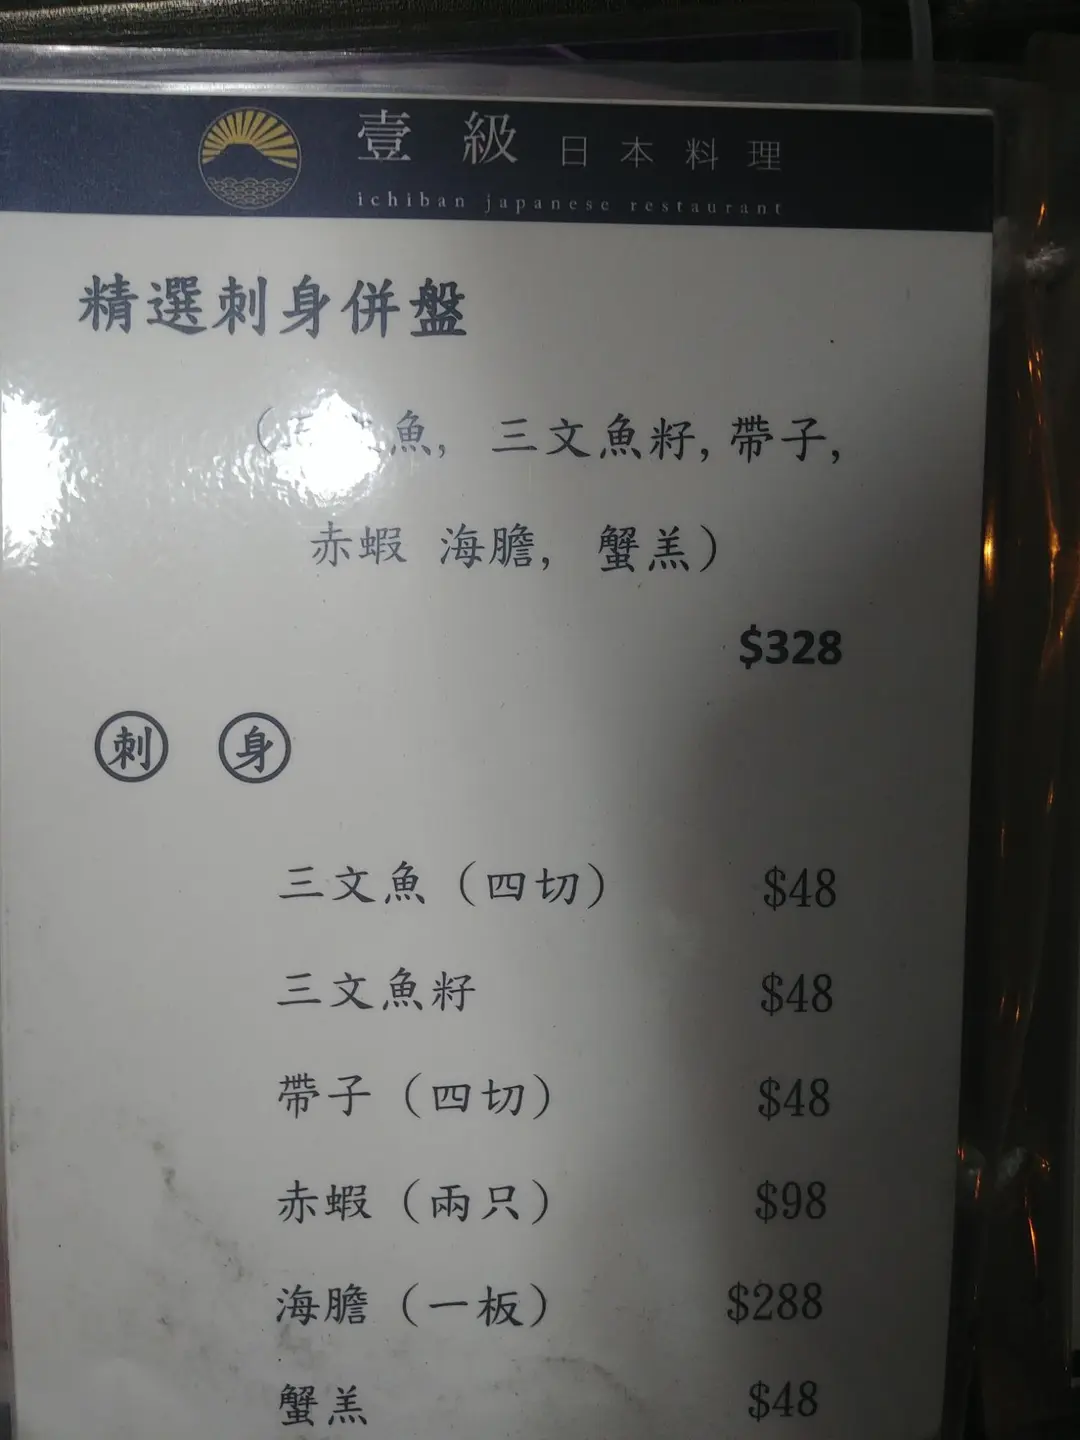 壹級日本料理
ichiban japanese restaurant
精選刺身併盤
(三文魚, 三文魚籽, 帶子,
赤蝦 海膽, 蟹羔)
$328
刺 身
三文魚(四切) $48
三文魚籽 $48
帶子(四切) $48
赤蝦(兩只) $98
海膽(一板) $288
蟹羔 $48